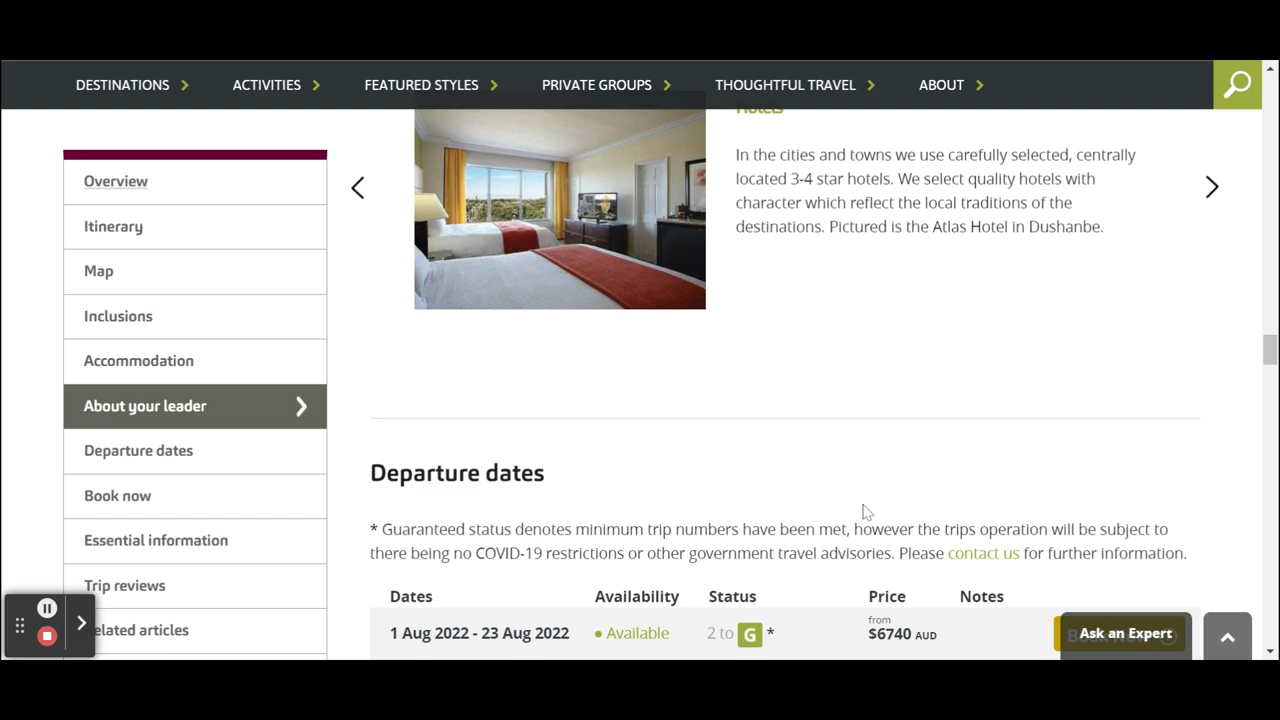 DESTINATIONS
ACTIVITIES
FEATURED STYLES
PRIVATE GROUPS
THOUGHTFUL TRAVEL
ABOUT
Overview
Itinerary
Map
Inclusions
Accommodation
About your leader
Departure dates
Book now
Essential information
Trip reviews
elated articles
Hotels
In the cities and towns we use carefully selected, centrally
located 3-4 star hotels. We select quality hotels with
character which reflect the local traditions of the
destinations. Pictured is the Atlas Hotel in Dushanbe.
Departure dates
* Guaranteed status denotes minimum trip numbers have been met, however the trips operation will be subject to
there being no COVID-19 restrictions or other government travel advisories. Please contact us for further information.
Dates Availability Status Price Notes
1 Aug 2022 - 23 Aug 2022 Available 2 to G * from $6740 AUD
Ask an Expert